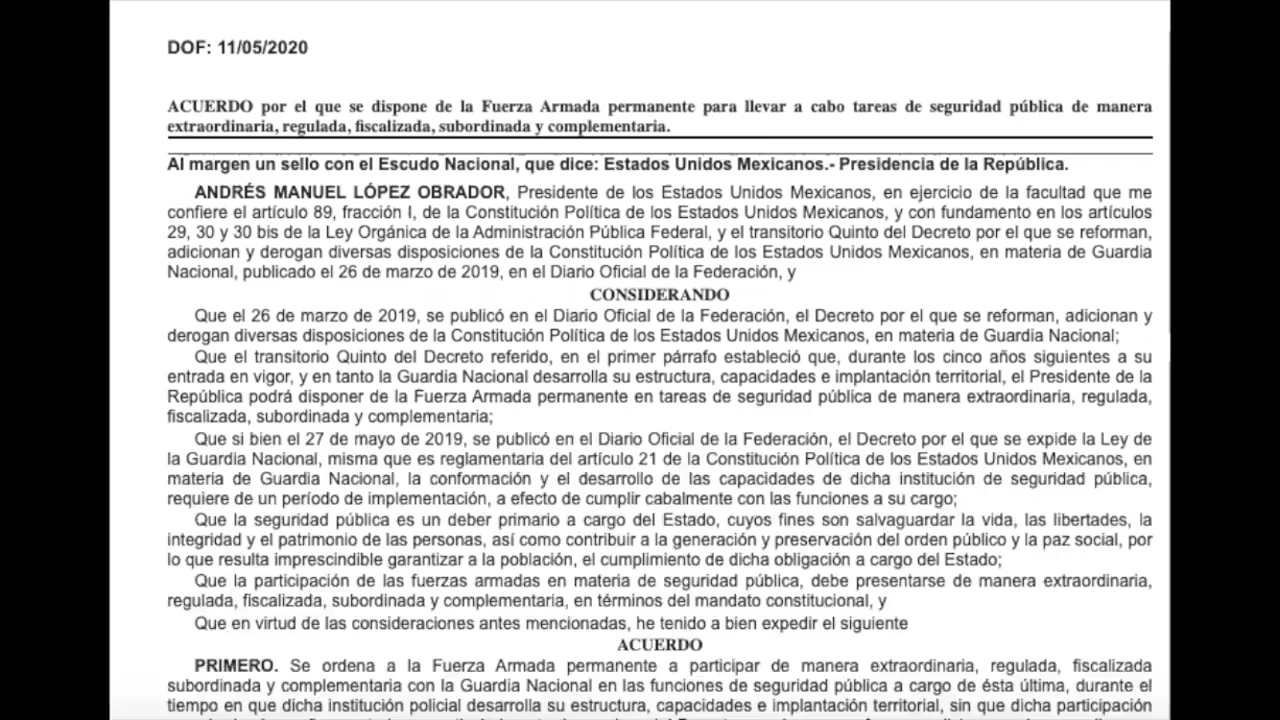 DOF: 11/05/2020
ACUERDO por el que se dispone de la Fuerza Armada permanente para llevar a cabo tareas de seguridad pública de manera
extraordinaria, regulada, fiscalizada, subordinada y complementaria.
Al margen un sello con el Escudo Nacional, que dice: Estados Unidos Mexicanos.- Presidencia de la República.
ANDRÉS MANUEL LÓPEZ OBRADOR, Presidente de los Estados Unidos Mexicanos, en ejercicio de la facultad que me
confiere el artículo 89, fracción I, de la Constitución Política de los Estados Unidos Mexicanos, y con fundamento en los artículos
29, 30 y 30 bis de la Ley Orgánica de la Administración Pública Federal, y el transitorio Quinto del Decreto por el que se reforman,
adicionan y derogan diversas disposiciones de la Constitución Política de los Estados Unidos Mexicanos, en materia de Guardia
Nacional, publicado el 26 de marzo de 2019, en el Diario Oficial de la Federación, y
CONSIDERANDO
Que el 26 de marzo de 2019, se publicó en el Diario Oficial de la Federación, el Decreto por el que se reforman, adicionan y
derogan diversas disposiciones de la Constitución Política de los Estados Unidos Mexicanos, en materia de Guardia Nacional;
Que el transitorio Quinto del Decreto referido, en el primer párrafo estableció que, durante los cinco años siguientes a su
entrada en vigor, y en tanto la Guardia Nacional desarrolla su estructura, capacidades e implantación territorial, el Presidente de la
República podrá disponer de la Fuerza Armada permanente en tareas de seguridad pública de manera extraordinaria, regulada,
fiscalizada, subordinada y complementaria;
Que si bien el 27 de mayo de 2019, se publicó en el Diario Oficial de la Federación, el Decreto por el que se expide la Ley de
la Guardia Nacional, misma que es reglamentaria del artículo 21 de la Constitución Política de los Estados Unidos Mexicanos, en
materia de Guardia Nacional, la conformación y el desarrollo de las capacidades de dicha institución de seguridad pública,
requiere de un período de implementación, a efecto de cumplir cabalmente con las funciones a su cargo;
Que la seguridad pública es un deber primario a cargo del Estado, cuyos fines son salvaguardar la vida, las libertades, la
integridad y el patrimonio de las personas, así como contribuir a la generación y preservación del orden público y la paz social, por
lo que resulta imprescindible garantizar a la población, el cumplimiento de dicha obligación a cargo del Estado;
Que la participación de las fuerzas armadas en materia de seguridad pública, debe presentarse de manera extraordinaria,
regulada, fiscalizada, subordinada y complementaria, en términos del mandato constitucional, y
Que en virtud de las consideraciones antes mencionadas, he tenido a bien expedir el siguiente
ACUERDO
PRIMERO. Se ordena a la Fuerza Armada permanente a participar de manera extraordinaria, regulada, fiscalizada
subordinada y complementaria con la Guardia Nacional en las funciones de seguridad pública a cargo de ésta última, durante el
tiempo en que dicha institución policial desarrolla su estructura, capacidades e implantación territorial, sin que dicha participación